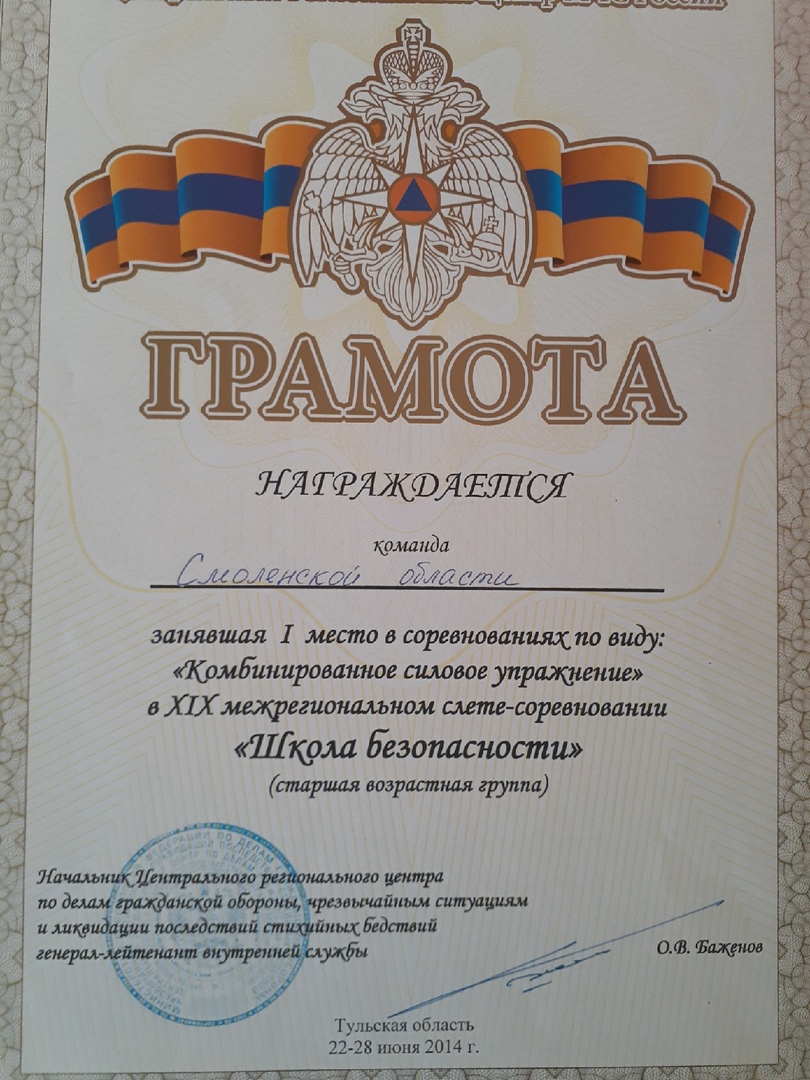 ГРАМОТА
НАГРАЖДАЕТСЯ
команда
Смоленской области
занявшая I место в соревнованиях по виду:
«Комбинированное силовое упражнение»
в XIX межрегиональном слете-соревновании
«Школа безопасности»
(старшая возрастная группа)
Начальник Центрального регионального центра
по делам гражданской обороны, чрезвычайным ситуациям
и ликвидации последствий стихийных бедствий
генерал-лейтенант внутренней службы
О.В. Баженов
Тульская область
22-28 июня 2014 г.